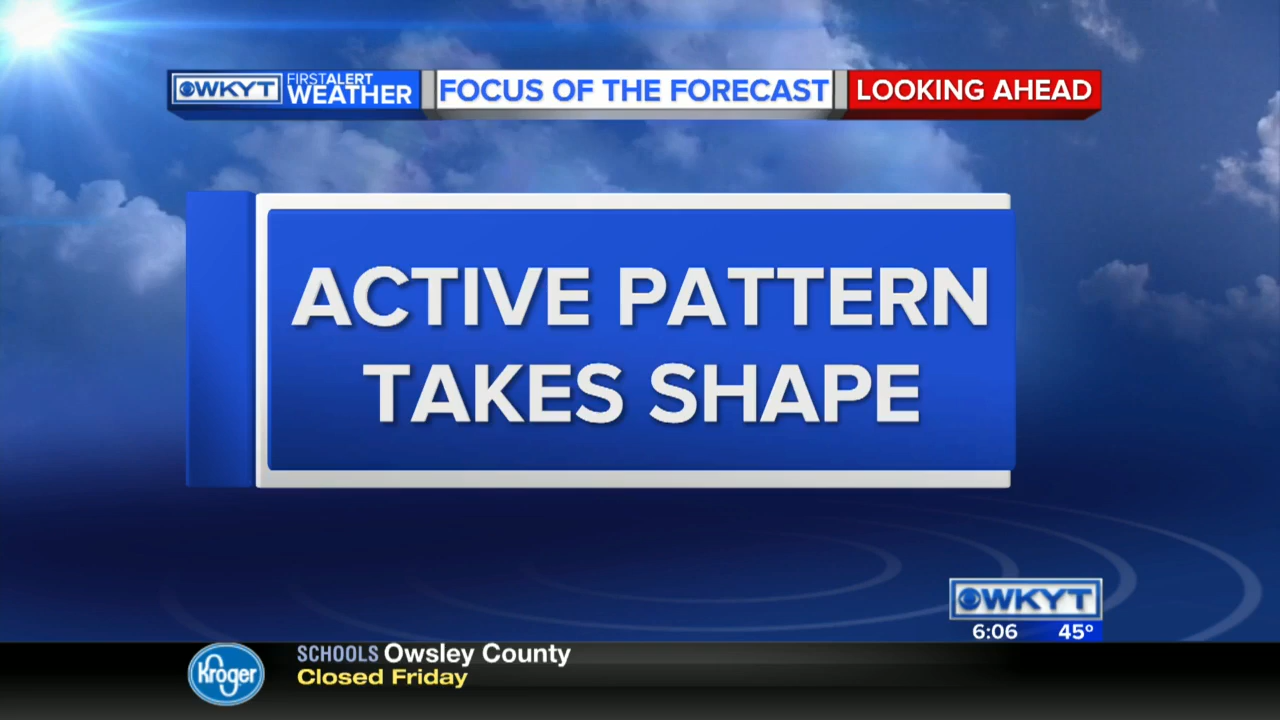 WKYT FIRST ALERT WEATHER FOCUS OF THE FORECAST LOOKING AHEAD
ACTIVE PATTERN
TAKES SHAPE
WKYT
6:06 45°
Kroger
SCHOOLS Owsley County
Closed Friday